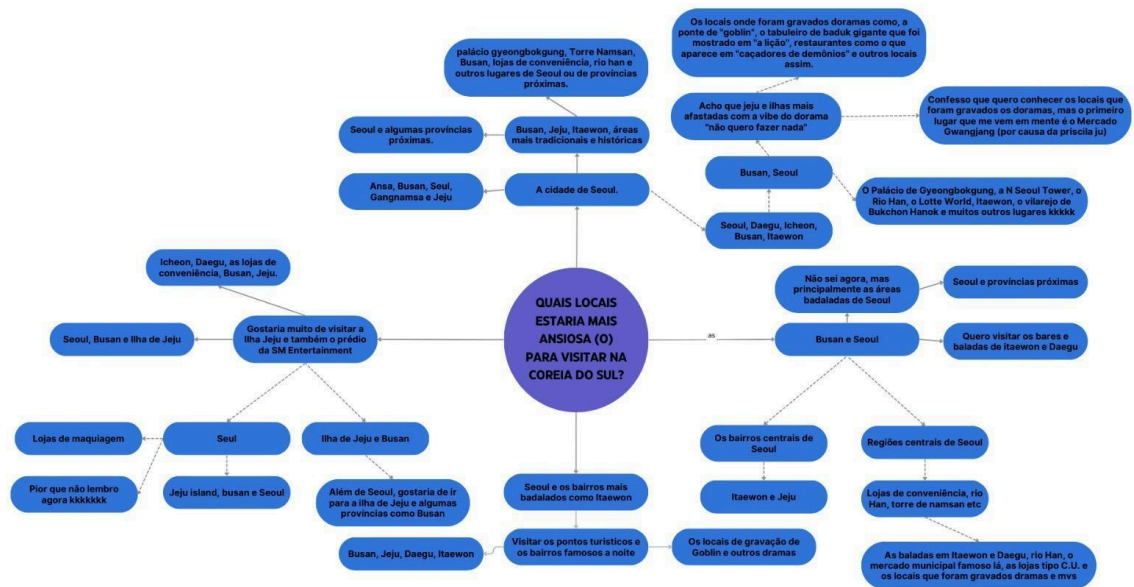 Os locais onde foram gravados doramas como, a
ponte de "goblin", o tabuleiro de baduk gigante que foi
mostrado em "a lição", restaurantes como o que
aparece em "caçadores de demônios" e outros locais
assim.
palácio gyeongbokgung, Torre Namsan,
Busan, lojas de conveniência, rio han e
outros lugares de Seoul ou de províncias
próximas.
Acho que jeju e ilhas mais
afastadas com a vibe do dorama
"não quero fazer nada"
Confesso que quero conhecer os locais que
foram gravados os doramas, mas o primeiro
lugar que me vem em mente é o Mercado
Gwangjang (por causa da priscila ju)
Seoul e algumas províncias
próximas.
Busan, Jeju, Itaewon, áreas
mais tradicionais e históricas
Busan, Seoul
Ansa, Busan, Seul,
Gangnamsa e Jeju
A cidade de Seoul.
O Palácio de Gyeongbokgung, a N Seoul Tower, o
Rio Han, o Lotte World, Itaewon, o vilarejo de
Bukchon Hanok e muitos outros lugares kkkkk
Seoul, Daegu, Icheon,
Busan, Itaewon
Icheon, Daegu, as lojas de
conveniência, Busan, Jeju.
QUAIS LOCAIS
ESTARIA MAIS
ANSIOSA (O)
PARA VISITAR NA
COREIA DO SUL?
Não sei agora, mas
principalmente as áreas
badaladas de Seoul
Seoul e províncias
próximas
Seoul, Busan e Ilha de Jeju
Gostaria muito de visitar a
Ilha Jeju e também o prédio
da SM Entertainment
as
Busan e Seoul
Quero visitar os bares e
baladas de itaewon e Daegu
Lojas de maquiagem
Seul
Ilha de Jeju e Busan
Os bairros centrais de
Seoul
Regiões centrais de Seoul
Pior que não lembro
agora kkkkkkk
Jeju island, busan e Seoul
Além de Seoul, gostaria de ir
para a ilha de Jeju e algumas
províncias como Busan
Seoul e os bairros mais
badalados como Itaewon
Itaewon e Jeju
Lojas de conveniência, rio
Han, torre de namsan etc
Busan, Jeju, Daegu, Itaewon
Visitar os pontos turísticos e
os bairros famosos a noite
Os locais de gravação de
Goblin e outros dramas
As baladas em Itaewon e Daegu, rio Han, o
mercado municipal famoso lá, as lojas tipo C.U. e
os locais que foram gravados dramas e mvs